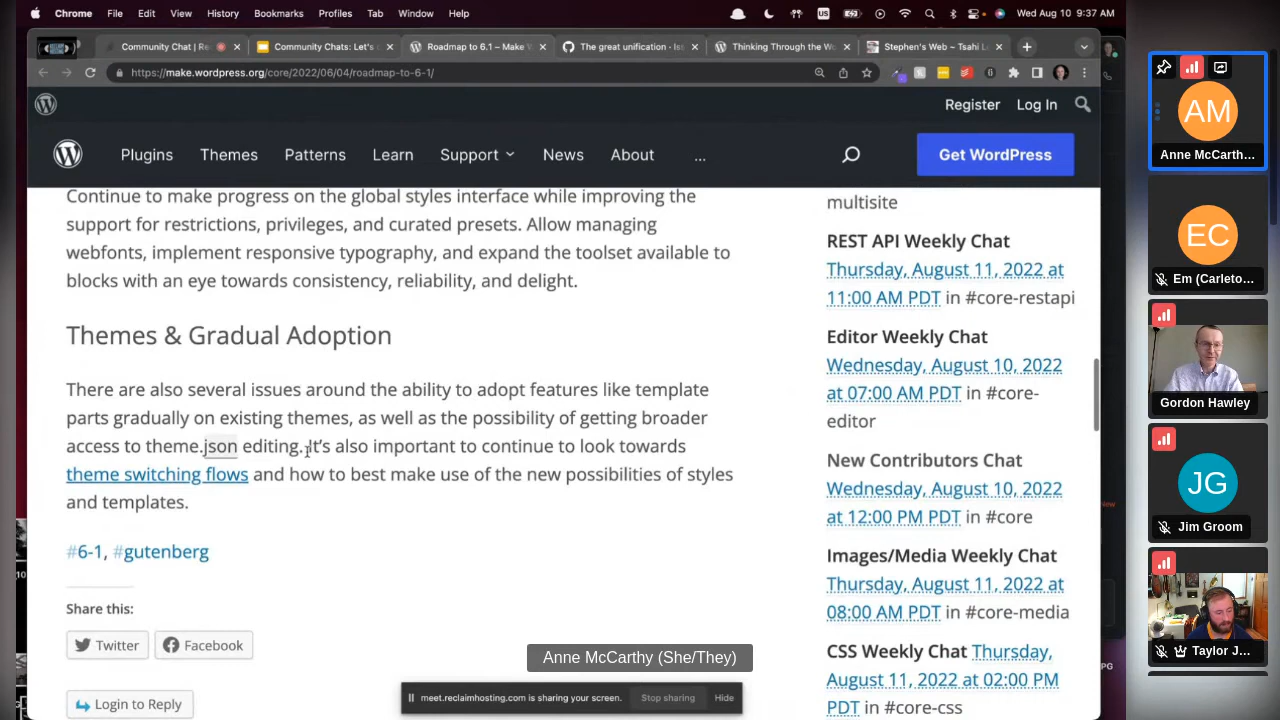 Chrome File Edit View History Bookmarks Profiles Tab Window Help
US
Wed Aug 10 9:37 AM
Community Chat | Re
Community Chats: Let's
Roadmap to 6.1 – Make W
The great unification · Iss
Thinking Through the Wo
Stephen's Web ~ Tsahi L
https://make.wordpress.org/core/2022/06/04/roadmap-to-6-1/
Register Log In
Plugins Themes Patterns Learn Support News About ...
Get WordPress
Continue to make progress on the global styles interface while improving the
support for restrictions, privileges, and curated presets. Allow managing
webfonts, implement responsive typography, and expand the toolset available to
blocks with an eye towards consistency, reliability, and delight.
Themes & Gradual Adoption
There are also several issues around the ability to adopt features like template
parts gradually on existing themes, as well as the possibility of getting broader
access to theme.json editing. It's also important to continue to look towards
theme switching flows and how to best make use of the new possibilities of styles
and templates.
#6-1, #gutenberg
Share this:
Twitter
Facebook
Login to Reply
multisite
REST API Weekly Chat
Thursday, August 11, 2022 at
11:00 AM PDT in #core-restapi
Editor Weekly Chat
Wednesday, August 10, 2022
at 07:00 AM PDT in #core-
editor
New Contributors Chat
Wednesday, August 10, 2022
at 12:00 PM PDT in #core
Images/Media Weekly Chat
Thursday, August 11, 2022 at
08:00 AM PDT in #core-media
CSS Weekly Chat Thursday,
August 11, 2022 at 02:00 PM
PDT in #core-css
Anne McCarthy (She/They)
meet.reclaimhosting.com is sharing your screen.
Stop sharing
Hide
AM
Anne McCarth...
EC
Em (Carleto...
Gordon Hawley
JG
Jim Groom
Taylor J...